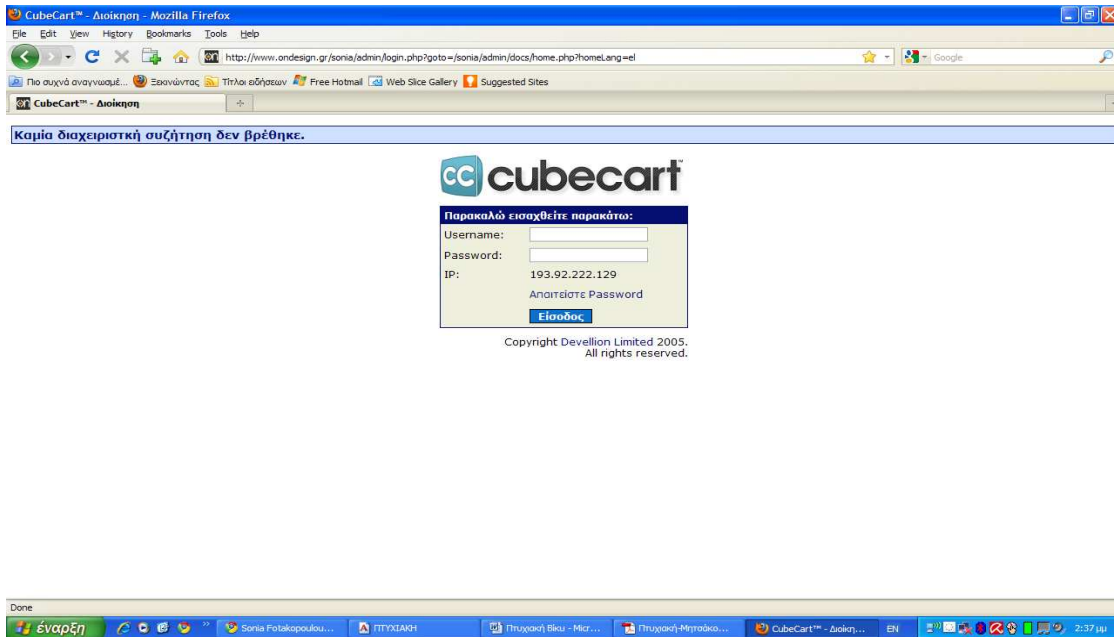 CubeCart™ - Διοίκηση - Mozilla Firefox
File Edit View History Bookmarks Tools Help
http://www.ondesign.gr/sonia/admin/login.php?goto=/sonia/admin/docs/home.php?homeLang=el
Google
Πιο συχνά αναγνωσμέ... Ξεκινώντας Τίτλοι ειδήσεων Free Hotmail Web Slice Gallery Suggested Sites
CubeCart™ - Διοίκηση
Καμία διαχειριστκή συζήτηση δεν βρέθηκε.
cc cubecart™
Παρακαλώ εισαχθείτε παρακάτω:
Username:
Password:
IP: 193.92.222.129
Απαιτείστε Password
Είσοδος
Copyright Devellion Limited 2005.
All rights reserved.
Done
έναρξη Sonia Fotakopoulou... ΠΤΥΧΙΑΚΗ Πτυχιακή Βίκυ - Micr... Πτυχιακή-Μητσάκο... CubeCart™ - Διοίκη... EN 2:37 μμ